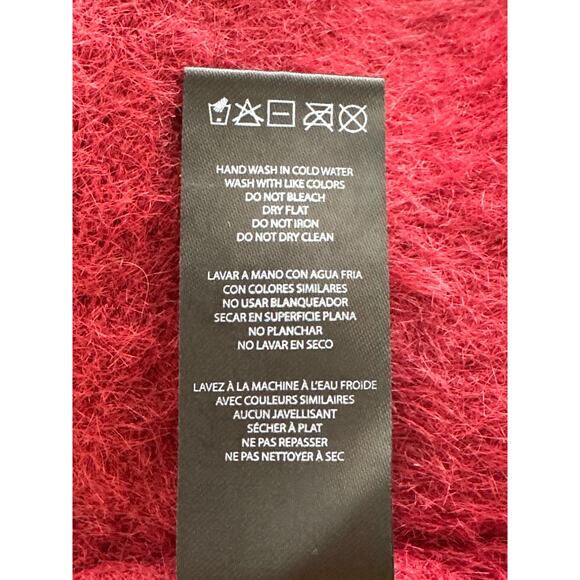 HAND WASH IN COLD WATER
WASH WITH LIKE COLORS
DO NOT BLEACH
DRY FLAT
DO NOT IRON
DO NOT DRY CLEAN
LAVAR A MANO CON AGUA FRIA
CON COLORES SIMILARES
NO USAR BLANQUEADOR
SECAR EN SUPERFICIE PLANA
NO PLANCHAR
NO LAVAR EN SECO
LAVEZ À LA MACHINE À L'EAU FROIDE
AVEC COULEURS SIMILAIRES
AUCUN JAVELLISANT
SÉCHER À PLAT
NE PAS REPASSER
NE PAS NETTOYER À SEC